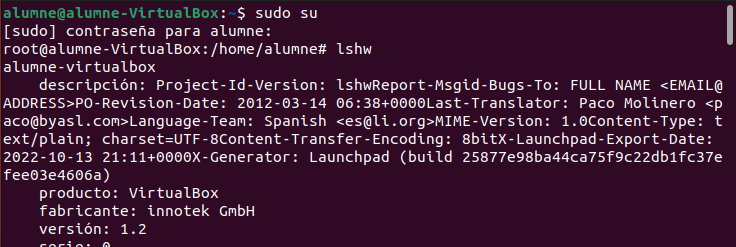 alumne@alumne-VirtualBox:~$ sudo su
[sudo] contraseña para alumne:
root@alumne-VirtualBox:/home/alumne# lshw
alumne-virtualbox
    descripción: Project-Id-Version: lshwReport-Msgid-Bugs-To: FULL NAME <EMAIL@
ADDRESS>PO-Revision-Date: 2012-03-14 06:38+0000Last-Translator: Paco Molinero <p
aco@byasl.com>Language-Team: Spanish <es@li.org>MIME-Version: 1.0Content-Type: t
ext/plain; charset=UTF-8Content-Transfer-Encoding: 8bitX-Launchpad-Export-Date: 
2022-10-13 21:11+0000X-Generator: Launchpad (build 25877e98ba44ca75f9c22db1fc37e
fee03e4606a)
    producto: VirtualBox
    fabricante: innotek GmbH
    versión: 1.2
    serie: 0